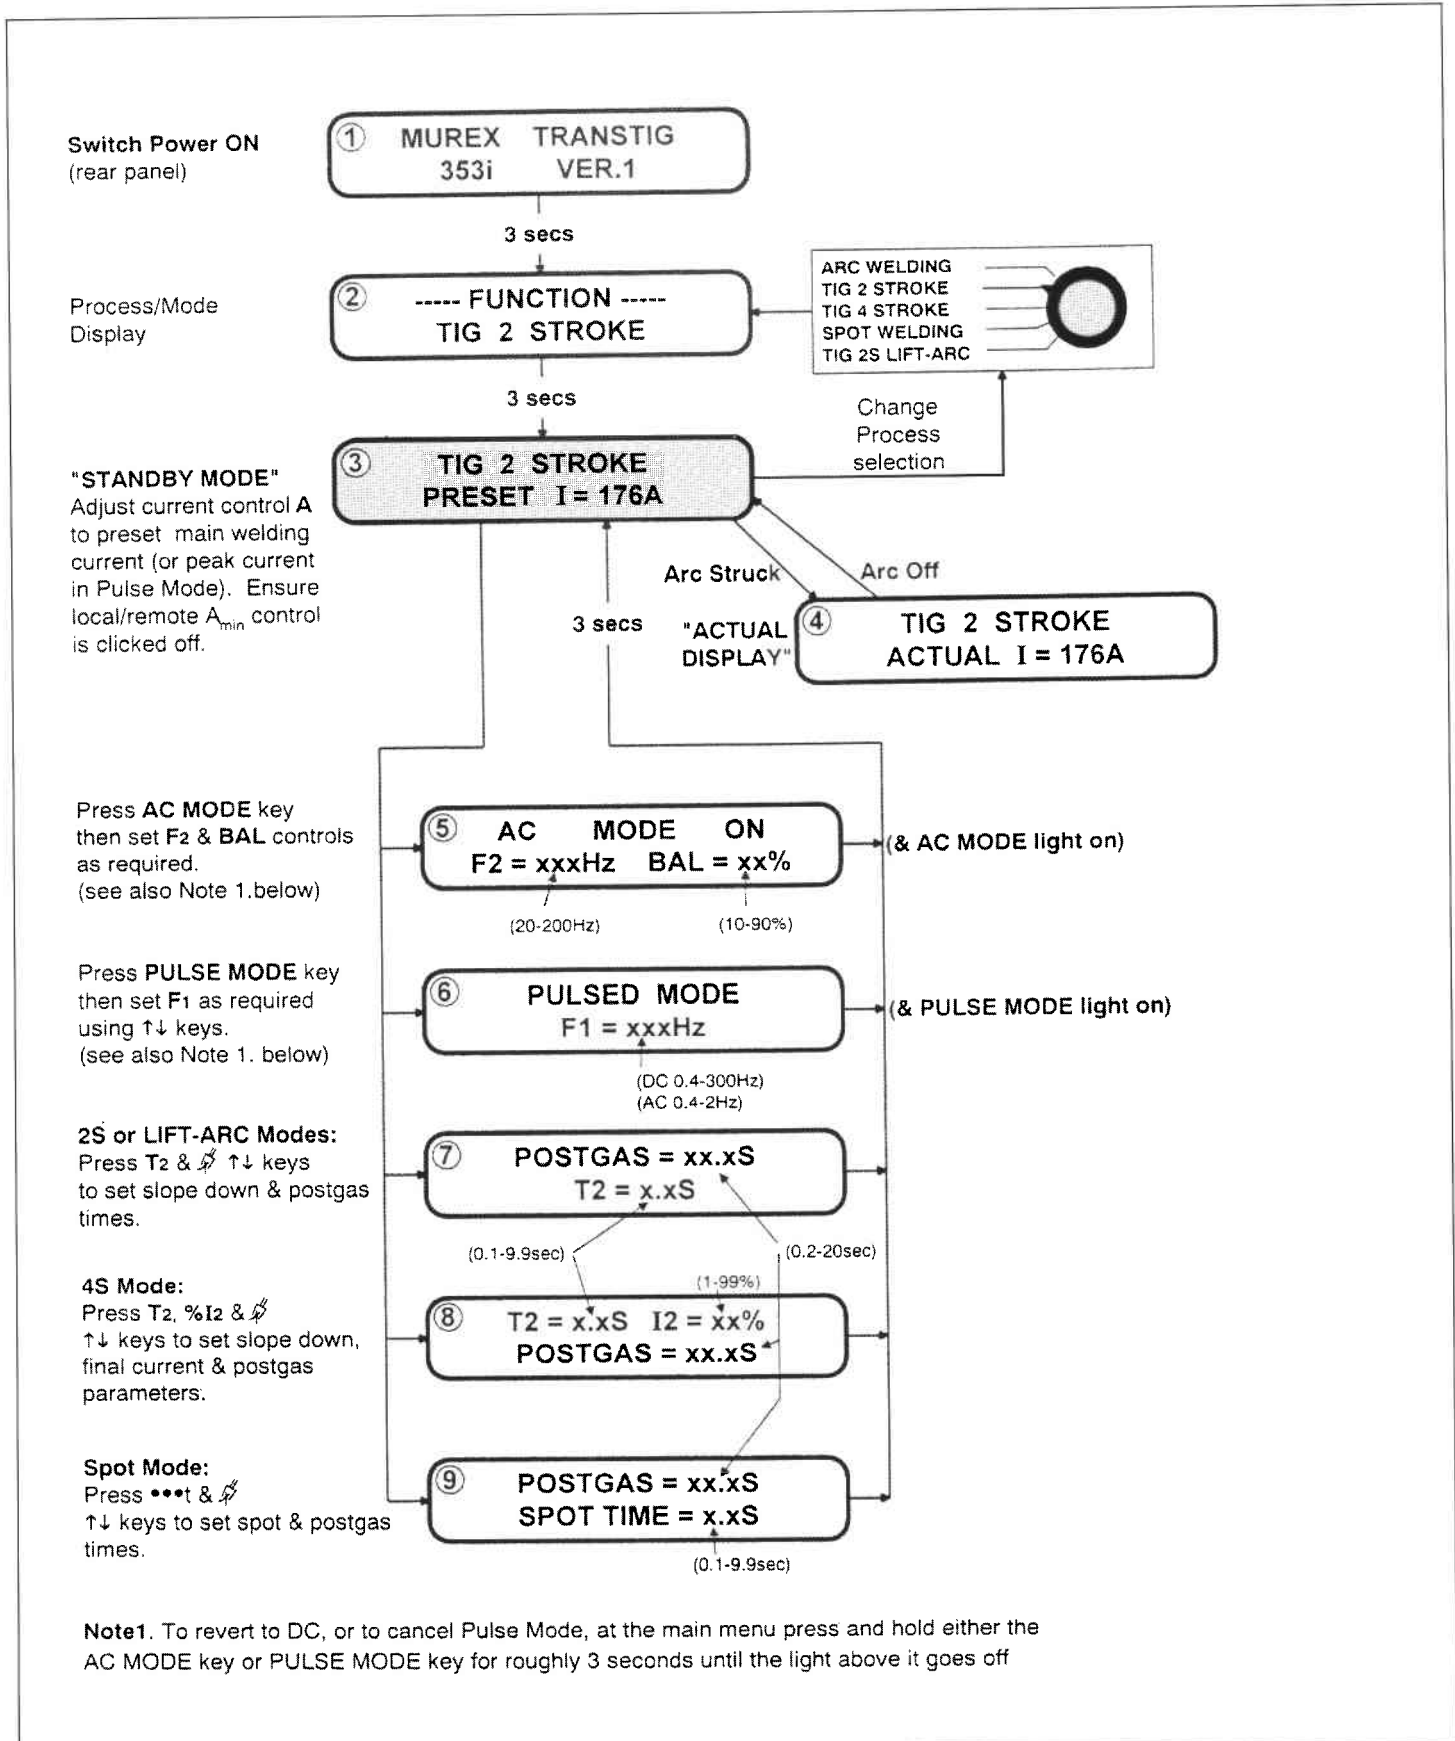 Switch Power ON
(rear panel)
① MUREX TRANSTIG
353i VER.1
3 secs
Process/Mode
Display
② ----- FUNCTION -----
TIG 2 STROKE
ARC WELDING
TIG 2 STROKE
TIG 4 STROKE
SPOT WELDING
TIG 2S LIFT-ARC
3 secs
Change
Process
selection
"STANDBY MODE"
Adjust current control A
to preset main welding
current (or peak current
in Pulse Mode). Ensure
local/remote Amin control
is clicked off.
③ TIG 2 STROKE
PRESET I = 176A
Arc Struck
Arc Off
3 secs
"ACTUAL
DISPLAY"
④ TIG 2 STROKE
ACTUAL I = 176A
Press AC MODE key
then set F2 & BAL controls
as required.
(see also Note 1.below)
⑤ AC MODE ON
F2 = xxxHz BAL = xx%
(& AC MODE light on)
(20-200Hz)
(10-90%)
Press PULSE MODE key
then set F1 as required
using ↑↓ keys.
(see also Note 1. below)
⑥ PULSED MODE
F1 = xxxHz
(& PULSE MODE light on)
(DC 0.4-300Hz)
(AC 0.4-2Hz)
2S or LIFT-ARC Modes:
Press T2 & ↑↓ keys
to set slope down & postgas
times.
⑦ POSTGAS = xx.xS
T2 = x.xS
(0.1-9.9sec)
(0.2-20sec)
4S Mode:
Press T2, %I2 &
↑↓ keys to set slope down,
final current & postgas
parameters.
(1-99%)
⑧ T2 = x.xS I2 = xx%
POSTGAS = xx.xS
Spot Mode:
Press •••t &
↑↓ keys to set spot & postgas
times.
⑨ POSTGAS = xx.xS
SPOT TIME = x.xS
(0.1-9.9sec)
Note1. To revert to DC, or to cancel Pulse Mode, at the main menu press and hold either the
AC MODE key or PULSE MODE key for roughly 3 seconds until the light above it goes off